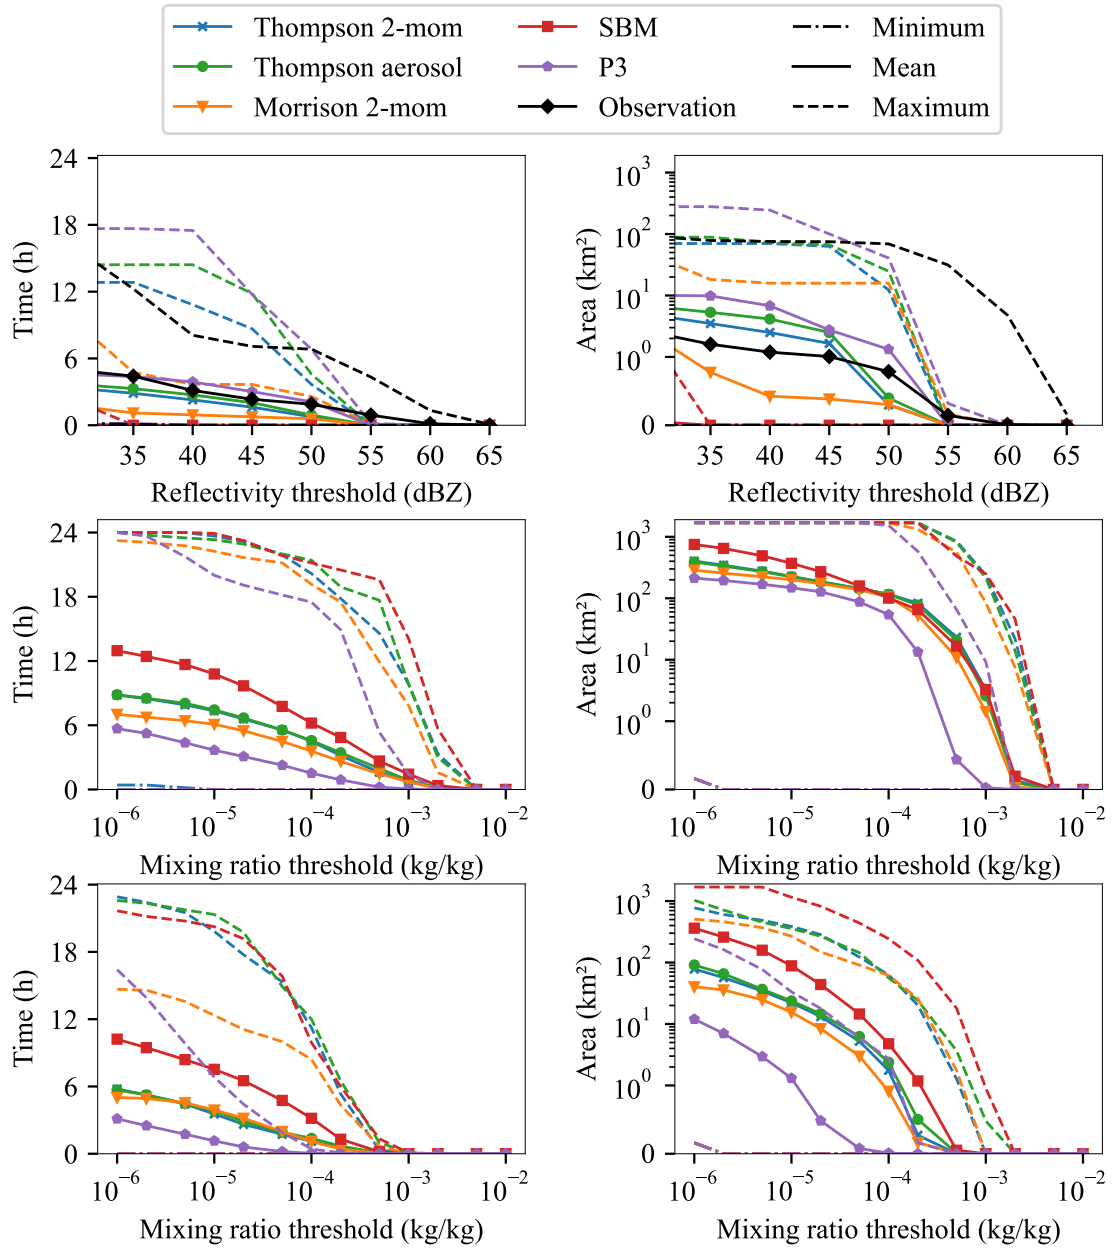 Thompson 2-mom SBM Minimum
Thompson aerosol P3 Mean
Morrison 2-mom Observation Maximum
Time (h)
24
18
12
6
0
35 40 45 50 55 60 65
Reflectivity threshold (dBZ)
Area (km²)
10³
10²
10¹
10⁰
0
35 40 45 50 55 60 65
Reflectivity threshold (dBZ)
Time (h)
24
18
12
6
0
10⁻⁶ 10⁻⁵ 10⁻⁴ 10⁻³ 10⁻²
Mixing ratio threshold (kg/kg)
Area (km²)
10³
10²
10¹
10⁰
0
10⁻⁶ 10⁻⁵ 10⁻⁴ 10⁻³ 10⁻²
Mixing ratio threshold (kg/kg)
Time (h)
24
18
12
6
0
10⁻⁶ 10⁻⁵ 10⁻⁴ 10⁻³ 10⁻²
Mixing ratio threshold (kg/kg)
Area (km²)
10³
10²
10¹
10⁰
0
10⁻⁶ 10⁻⁵ 10⁻⁴ 10⁻³ 10⁻²
Mixing ratio threshold (kg/kg)